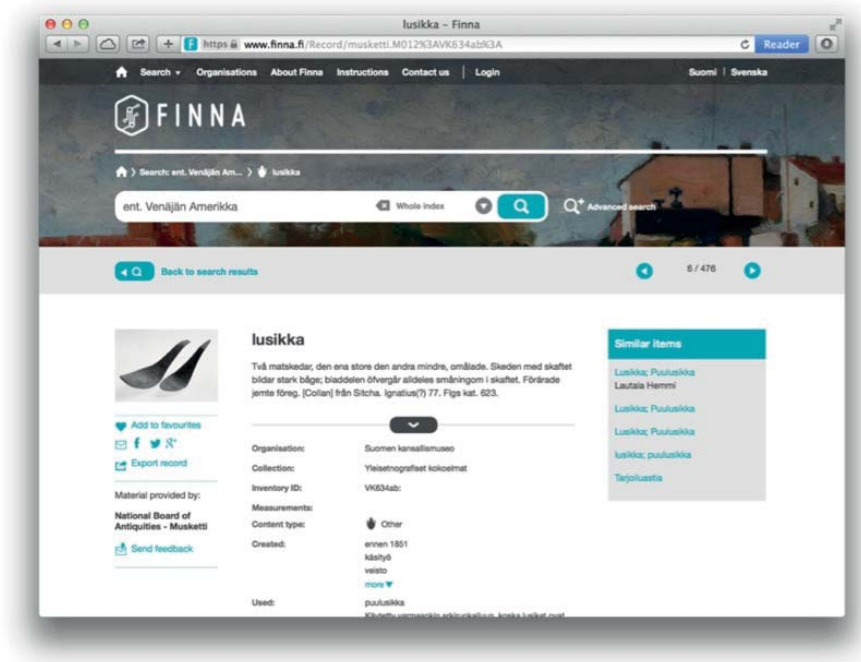 lusikka – Finna
https www.finna.fi/Record/musketti.M012%3AVK634ab%3A
Reader
Search Organisations About Finna Instructions Contact us | Login
Suomi | Svenska
FINNA
Search: ent. Venäjän Am... lusikka
ent. Venäjän Amerikka
Whole index
Advanced search
Back to search results
6 / 476
lusikka
Två matskedar, den ena store den andra mindre, omålade. Skeden med skaftet
bildar stark båge; bladdelen öfvergår alldeles småningom i skaftet. Förärade
jemte föreg. [Collan] från Sitcha. Ignatius(?) 77. Figs kat. 623.
Add to favourites
Export record
Material provided by:
National Board of
Antiquities - Musketti
Send feedback
Organisation: Suomen kansallismuseo
Collection: Yleisetnografiset kokoelmat
Inventory ID: VK634ab:
Measurements:
Content type: Other
Created: ennen 1851
käsityö
veisto
more
Used: puulusikka
Similar items
Lusikka; Puulusikka
Lautala Hemmi
Lusikka; Puulusikka
Lusikka; Puulusikka
lusikka; puulusikka
Tarjoiluastia